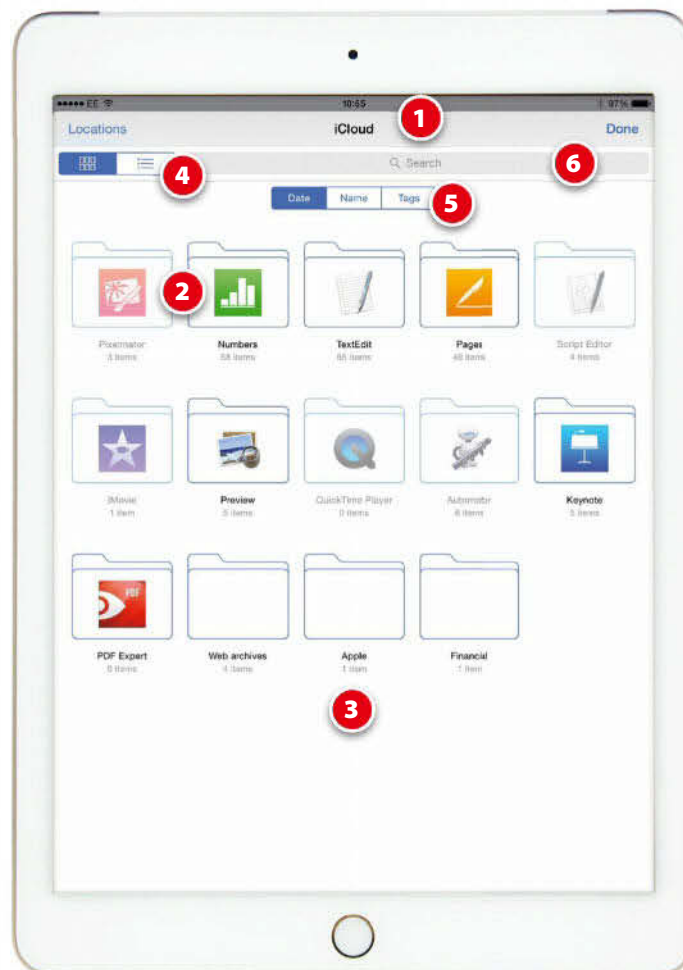 EE 10:55 97%
Locations iCloud 1 Done
Search 6
4
Date Name Tags 5
2
Pixelmator Numbers TextEdit Pages Script Editor
items 58 items items items 4 items
iMovie Preview QuickTime Player Automator Keynote
1 item 5 items 0 items 6 items 5 items
PDF
PDF Expert Web archives Apple Financial
items 4 items 1 item 1 item
3